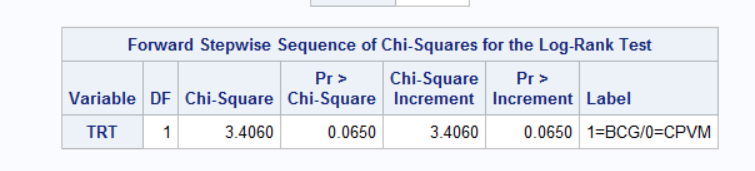 Forward Stepwise Sequence of Chi-Squares for the Log-Rank Test
Variable DF Chi-Square Pr > Chi-Square Chi-Square Increment Pr > Increment Label
TRT 1 3.4060 0.0650 3.4060 0.0650 1=BCG/0=CPVM